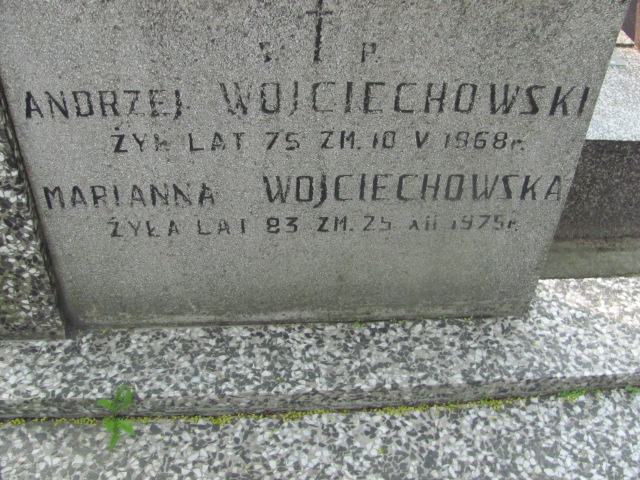 Ś P
ANDRZEJ WOJCIECHOWSKI
ŻYŁ LAT 75 ZM. 10 V 1968r.
MARIANNA WOJCIECHOWSKA
ŻYŁA LAT 83 ZM. 25 XII 1975r.